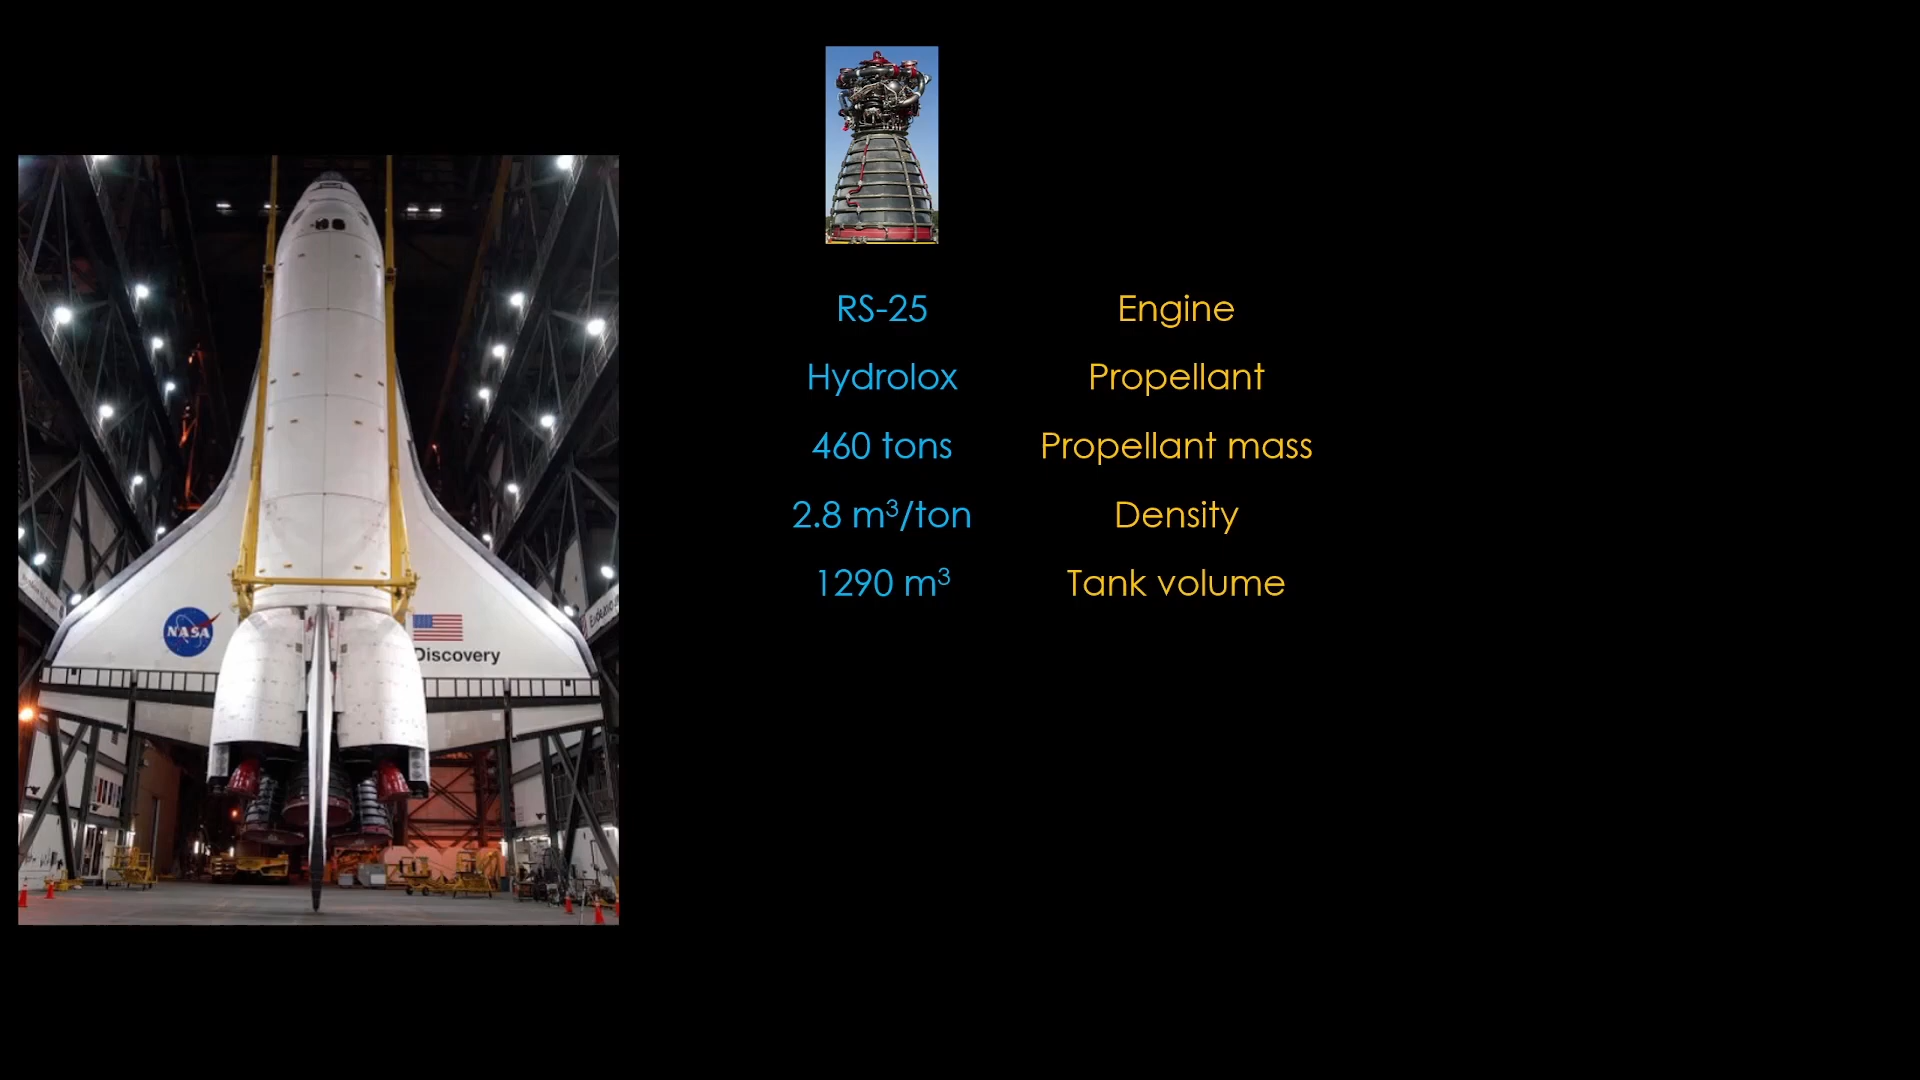 RS-25 Engine
Hydrolox Propellant
460 tons Propellant mass
2.8 m³/ton Density
1290 m³ Tank volume
NASA
Discovery